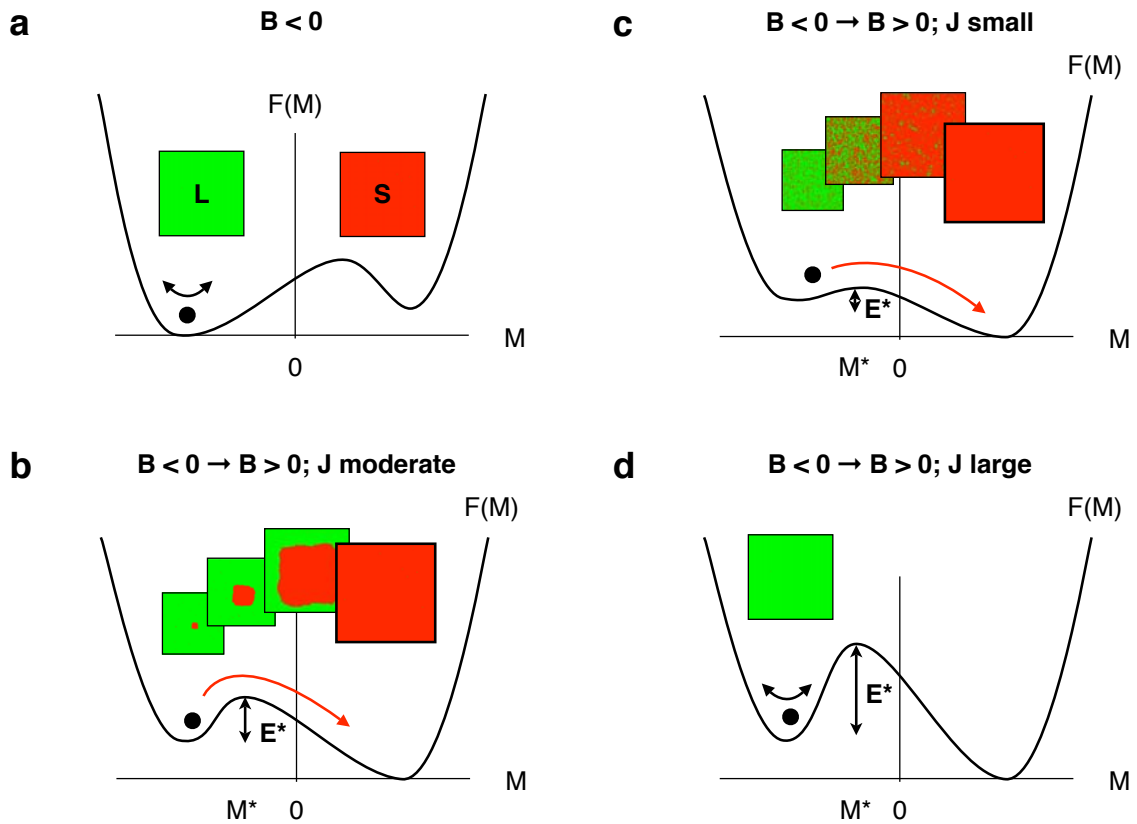 a
B < 0
F(M)
L
S
M
0
b
B < 0 → B > 0; J moderate
F(M)
E*
M
M*
0
c
B < 0 → B > 0; J small
F(M)
E*
M
M*
0
d
B < 0 → B > 0; J large
F(M)
E*
M
M*
0